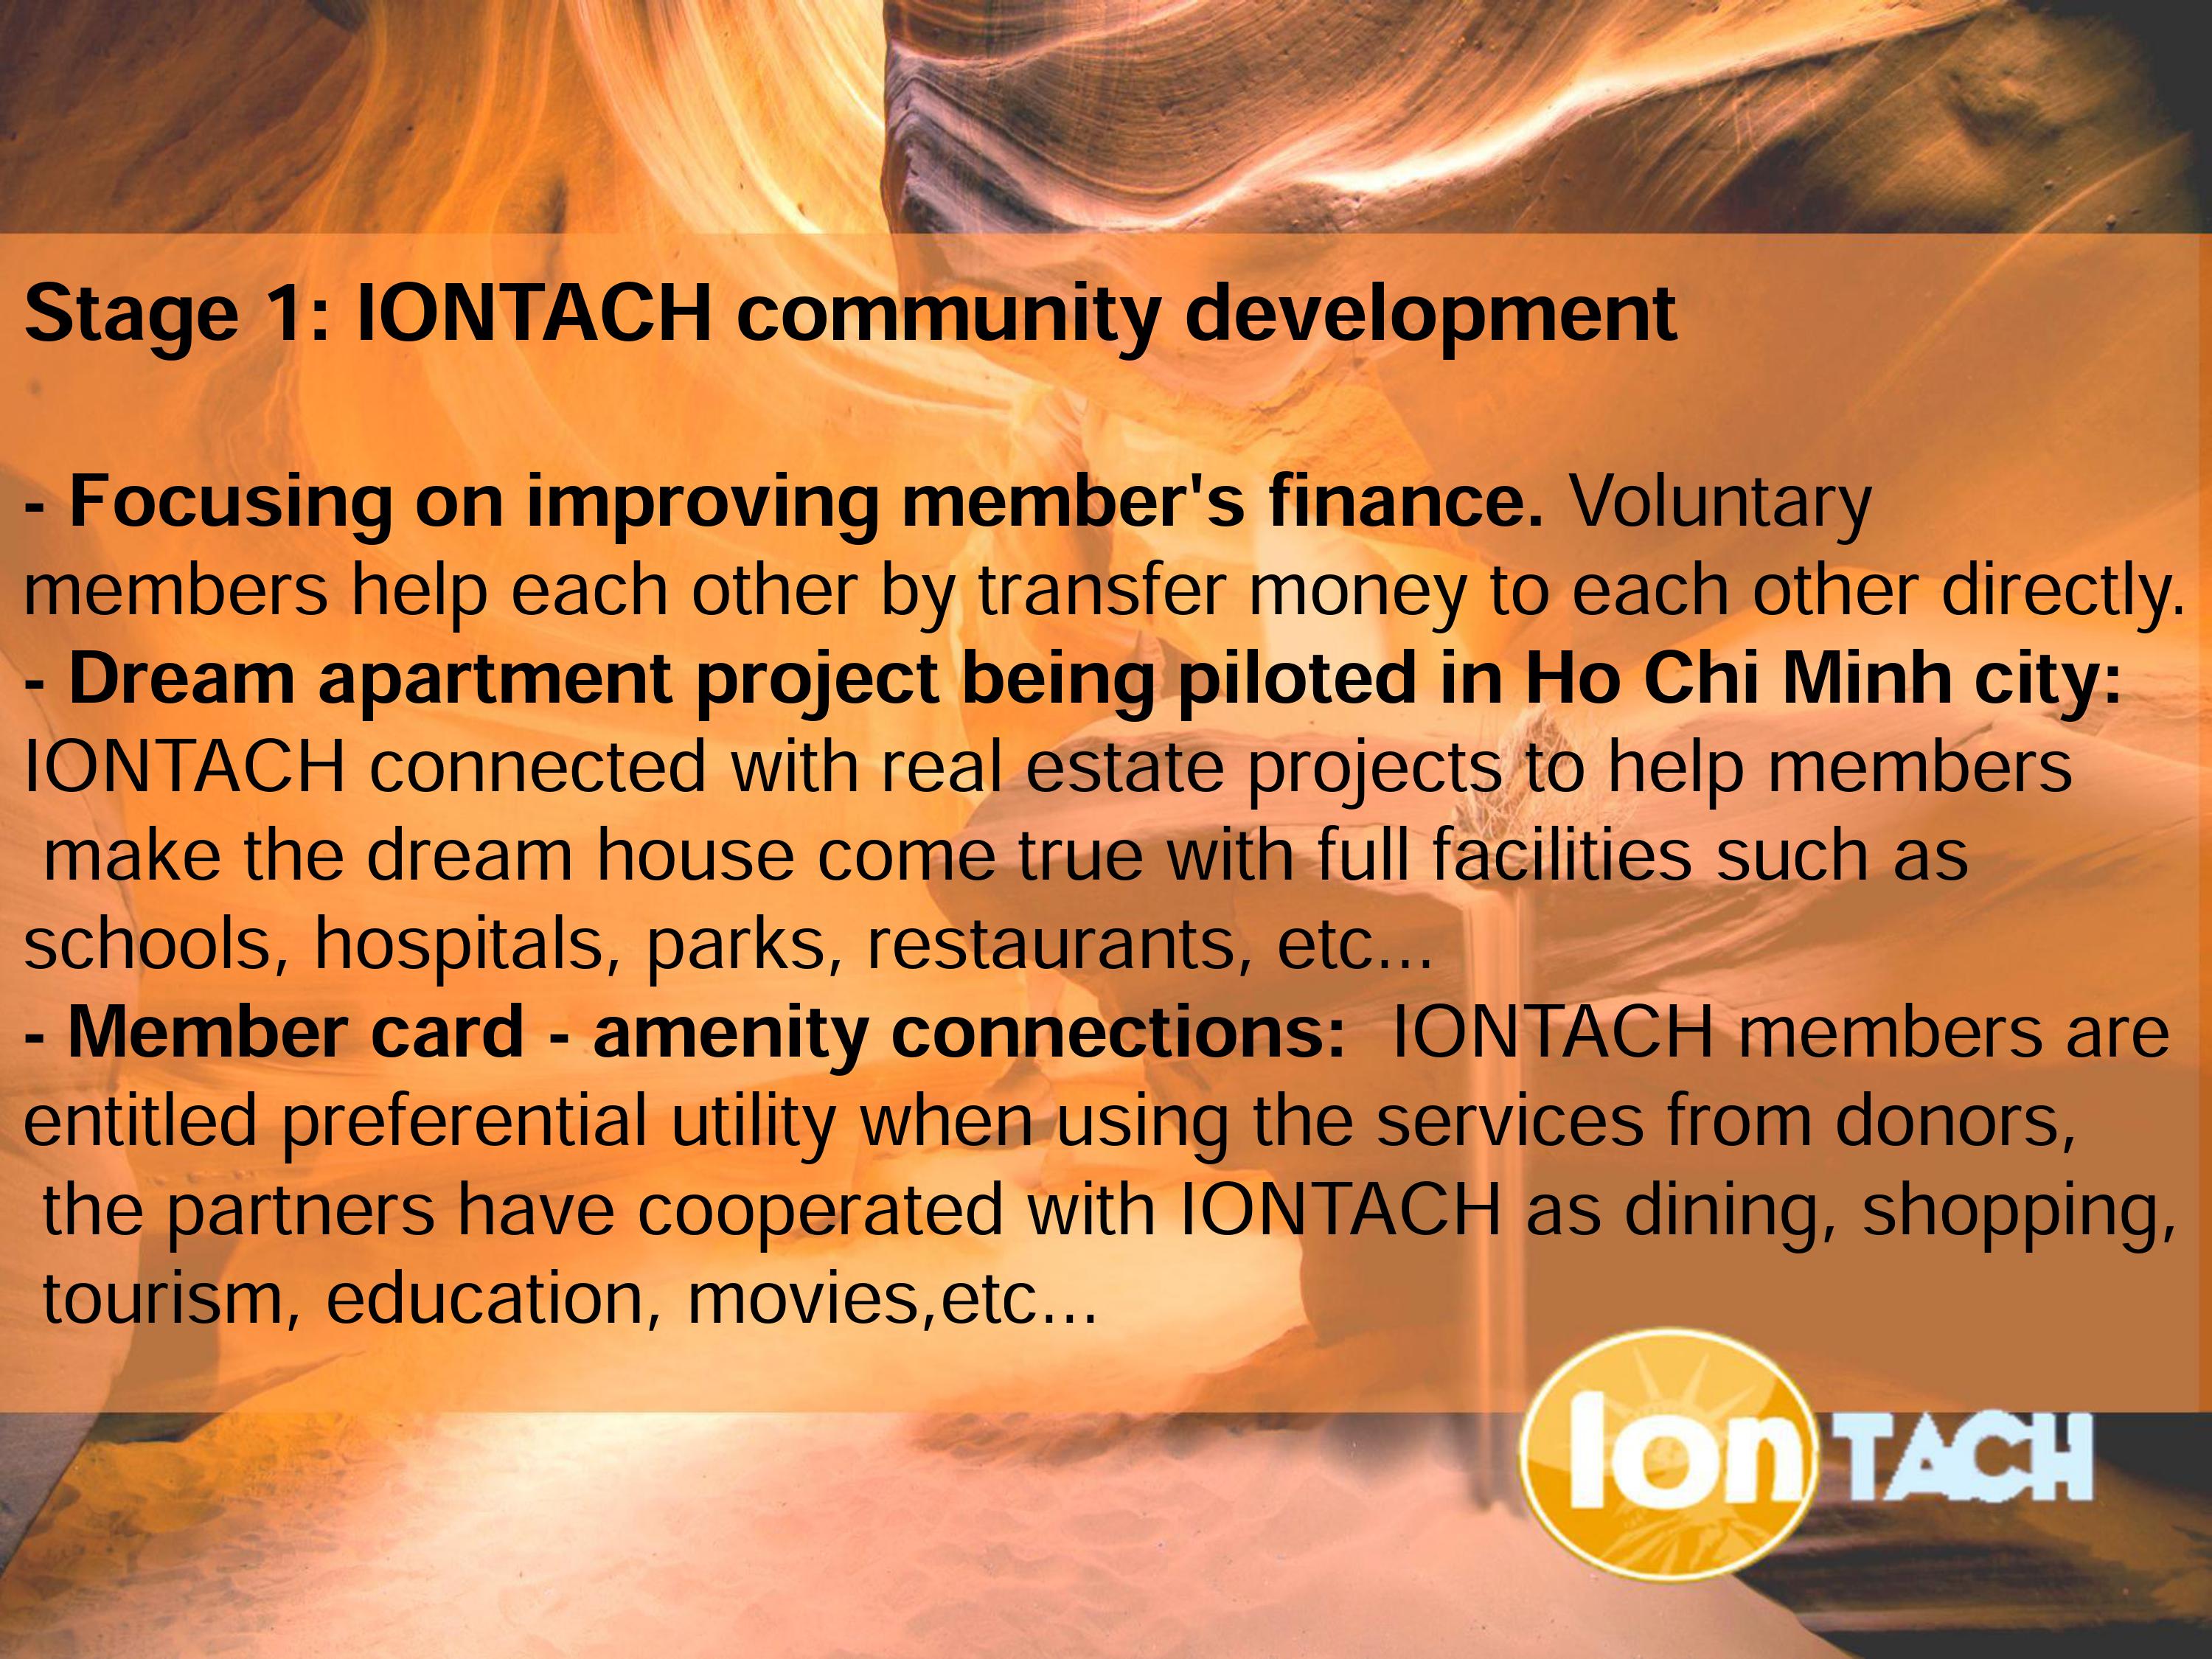 Stage 1: IONTACH community development
- Focusing on improving member's finance. Voluntary
members help each other by transfer money to each other directly.
- Dream apartment project being piloted in Ho Chi Minh city:
IONTACH connected with real estate projects to help members
make the dream house come true with full facilities such as
schools, hospitals, parks, restaurants, etc...
- Member card - amenity connections: IONTACH members are
entitled preferential utility when using the services from donors,
the partners have cooperated with IONTACH as dining, shopping,
tourism, education, movies,etc...
Ion TACH